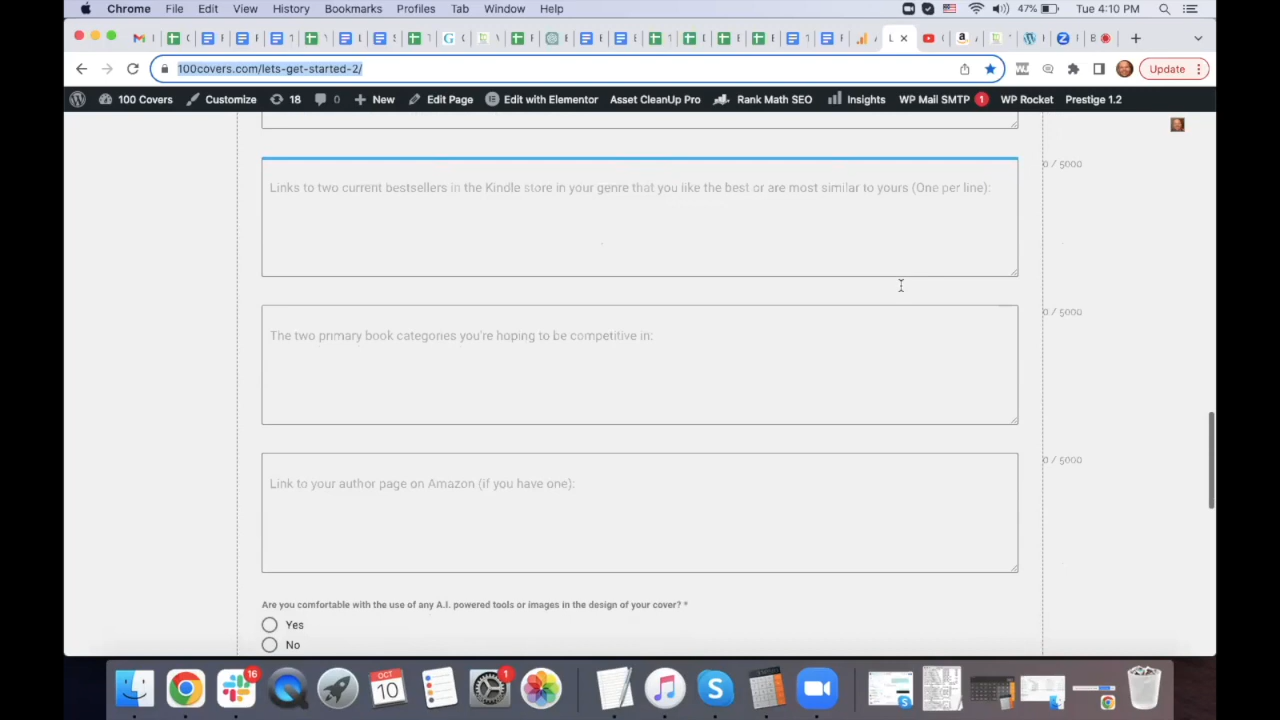 Chrome File Edit View History Bookmarks Profiles Tab Window Help 47% Tue 4:10 PM
100covers.com/lets-get-started-2/ Update
100 Covers Customize 18 0 New Edit Page Edit with Elementor Asset CleanUp Pro Rank Math SEO Insights WP Mail SMTP 1 WP Rocket Prestige 1.2
0 / 5000
Links to two current bestsellers in the Kindle store in your genre that you like the best or are most similar to yours (One per line):
0 / 5000
The two primary book categories you're hoping to be competitive in:
0 / 5000
Link to your author page on Amazon (if you have one):
Are you comfortable with the use of any A.I. powered tools or images in the design of your cover? *
Yes
No
16
OCT
10
1